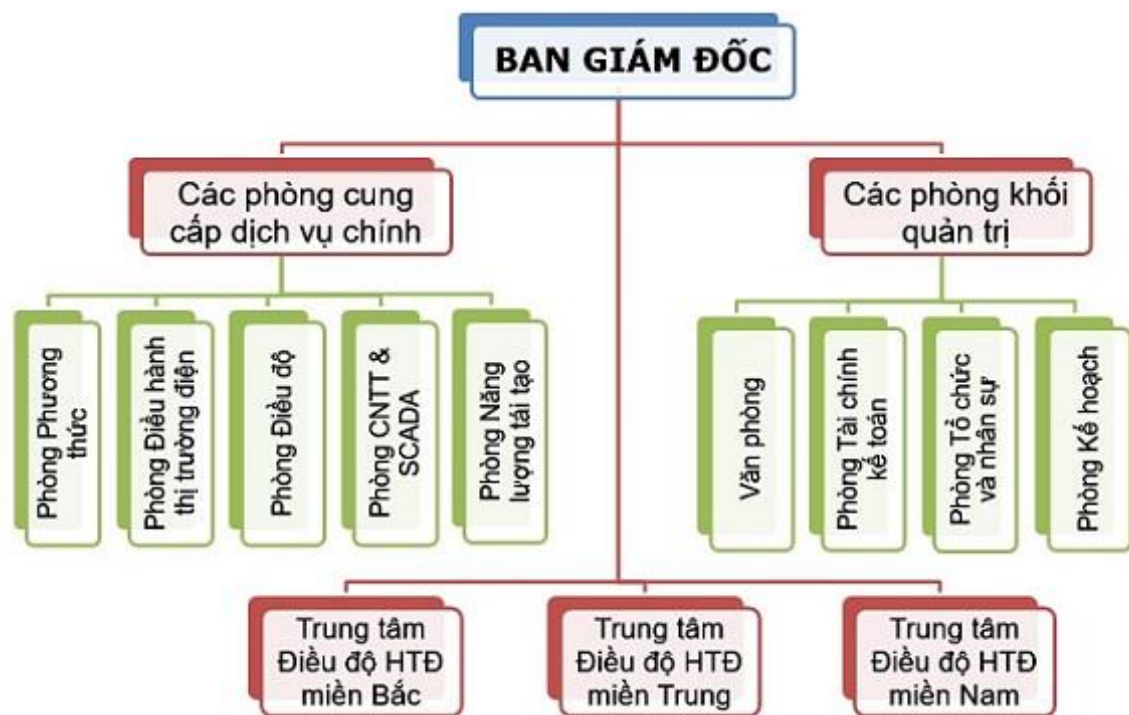 BAN GIÁM ĐỐC
Các phòng cung
cấp dịch vụ chính
Các phòng khối
quản trị
Phòng Phương
thức
Phòng Điều hành
thị trường điện
Phòng Điều độ
Phòng CNTT &
SCADA
Phòng Năng
lượng tái tạo
Văn phòng
Phòng Tài chính
kế toán
Phòng Tổ chức
và nhân sự
Phòng Kế hoạch
Trung tâm
Điều độ HTĐ
miền Bắc
Trung tâm
Điều độ HTĐ
miền Trung
Trung tâm
Điều độ HTĐ
miền Nam